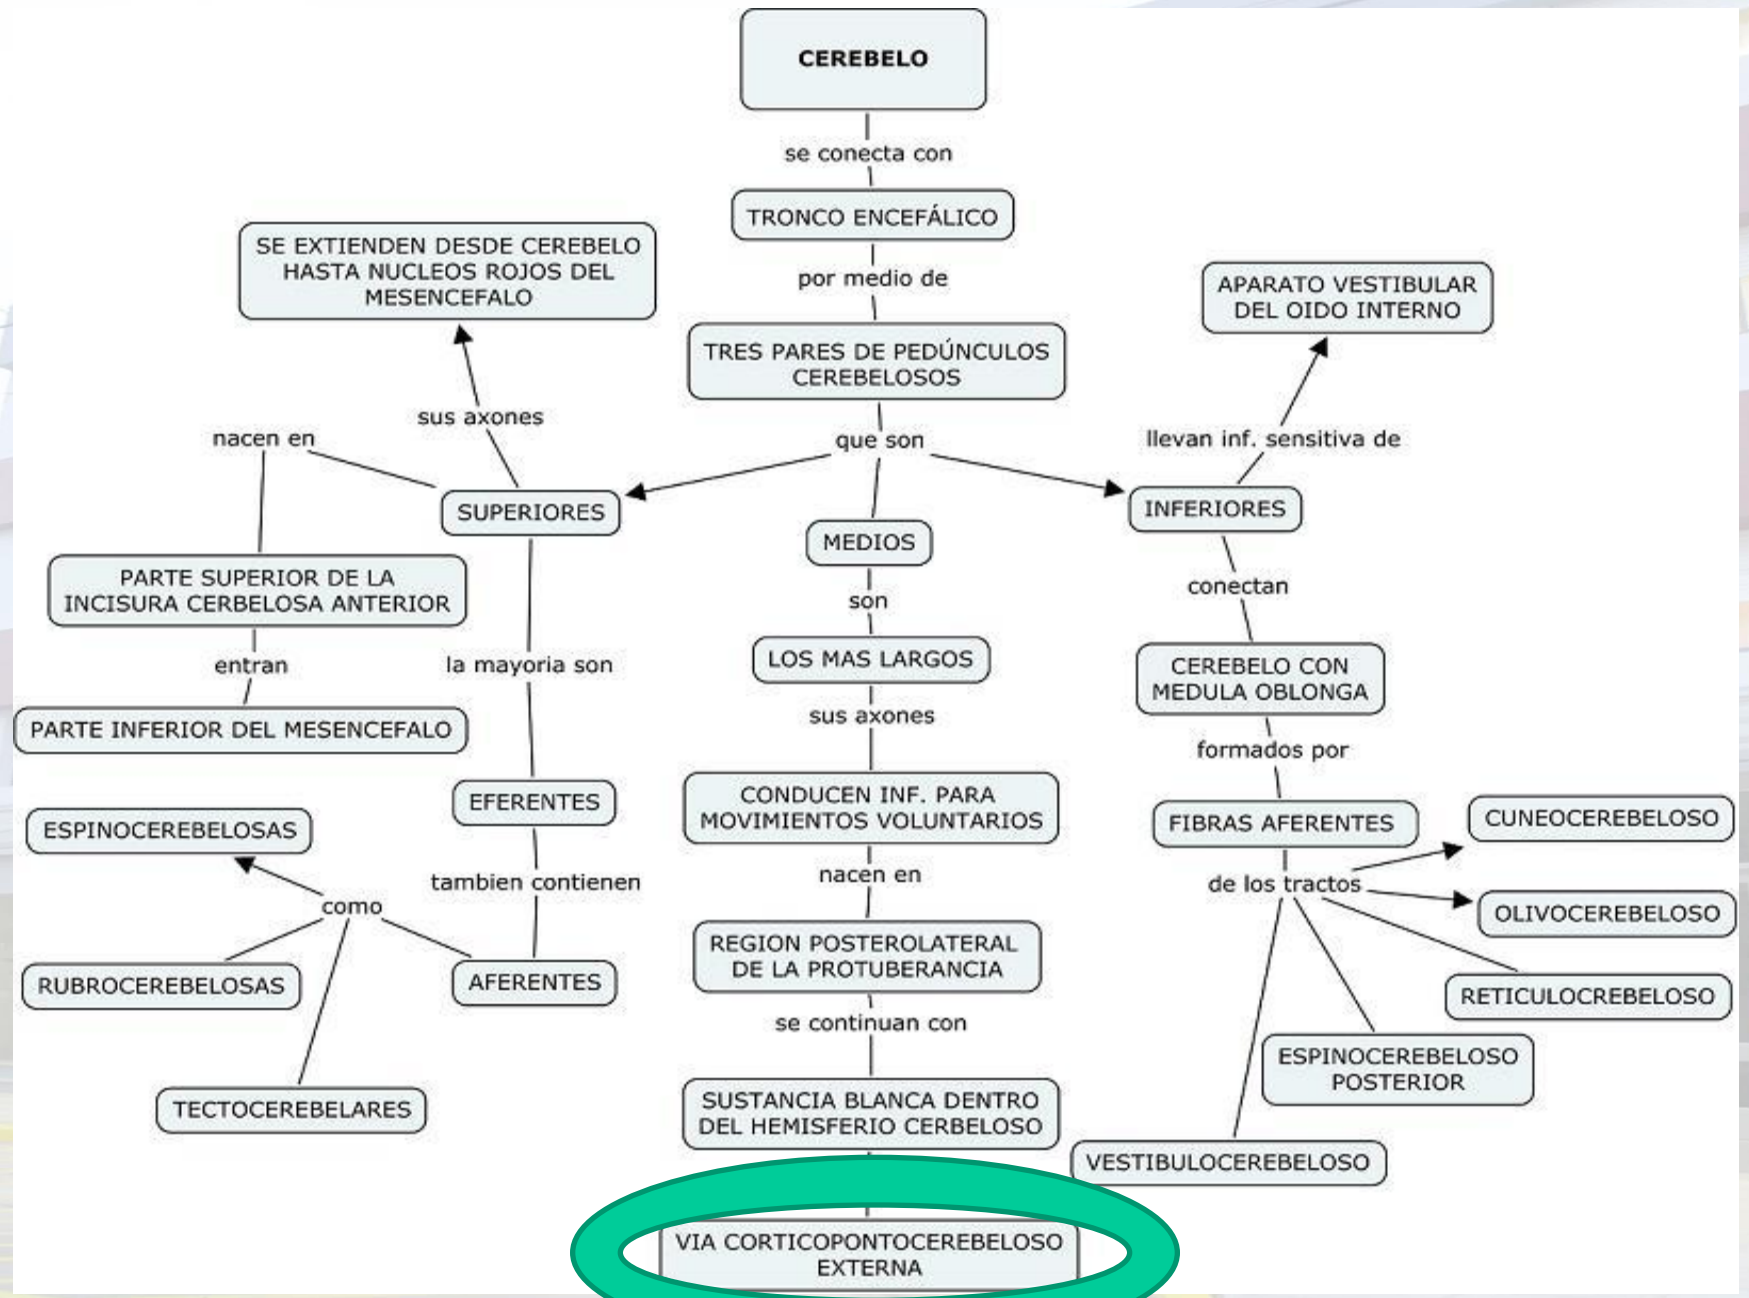 CEREBELO
se conecta con
TRONCO ENCEFÁLICO
por medio de
TRES PARES DE PEDÚNCULOS
CEREBELOSOS
que son
SUPERIORES
sus axones
SE EXTIENDEN DESDE CEREBELO
HASTA NUCLEOS ROJOS DEL
MESENCEFALO
nacen en
PARTE SUPERIOR DE LA
INCISURA CERBELOSA ANTERIOR
entran
PARTE INFERIOR DEL MESENCEFALO
la mayoria son
EFERENTES
tambien contienen
AFERENTES
como
ESPINOCEREBELOSAS
RUBROCEREBELOSAS
TECTOCEREBELARES
MEDIOS
son
LOS MAS LARGOS
sus axones
CONDUCEN INF. PARA
MOVIMIENTOS VOLUNTARIOS
nacen en
REGION POSTEROLATERAL
DE LA PROTUBERANCIA
se continuan con
SUSTANCIA BLANCA DENTRO
DEL HEMISFERIO CERBELOSO
VIA CORTICOPONTOCEREBELOSO
EXTERNA
INFERIORES
llevan inf. sensitiva de
APARATO VESTIBULAR
DEL OIDO INTERNO
conectan
CEREBELO CON
MEDULA OBLONGA
formados por
FIBRAS AFERENTES
de los tractos
CUNEOCEREBELOSO
OLIVOCEREBELOSO
RETICULOCREBELOSO
ESPINOCEREBELOSO
POSTERIOR
VESTIBULOCEREBELOSO